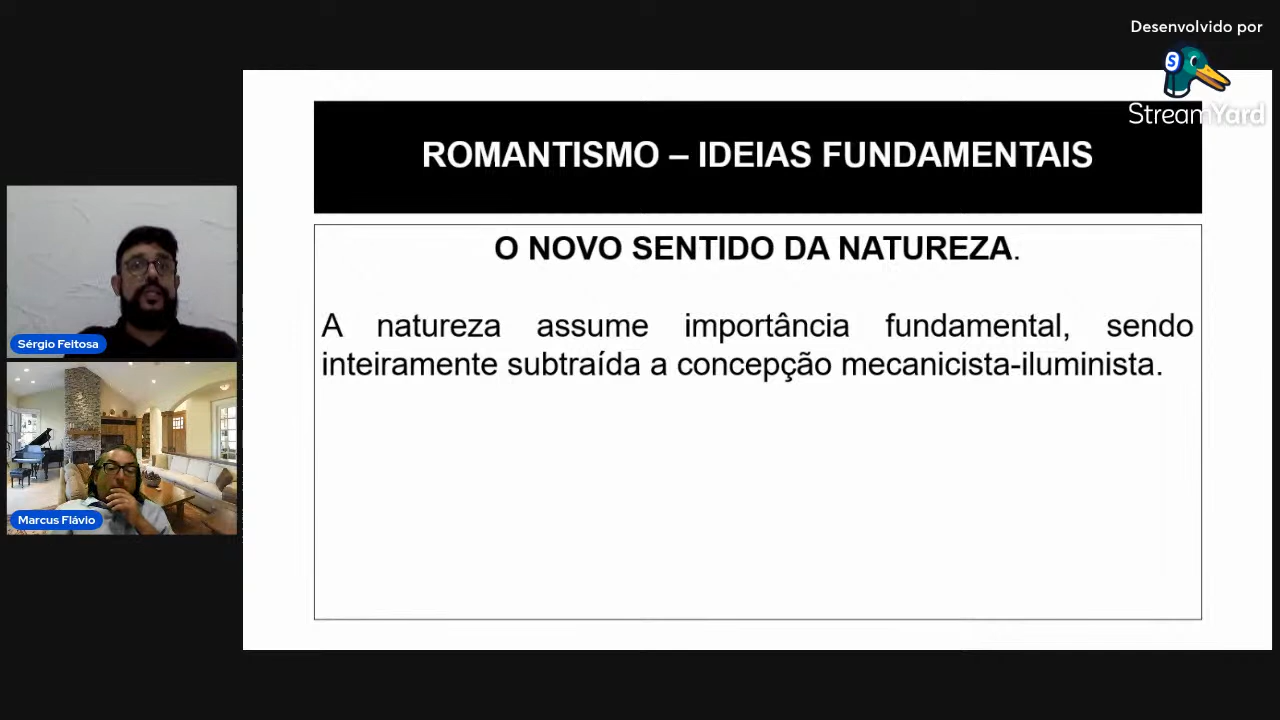 Desenvolvido por
StreamYard
ROMANTISMO – IDEIAS FUNDAMENTAIS
O NOVO SENTIDO DA NATUREZA.
A natureza assume importância fundamental, sendo
inteiramente subtraída a concepção mecanicista-iluminista.
Sérgio Feitosa
Marcus Flávio